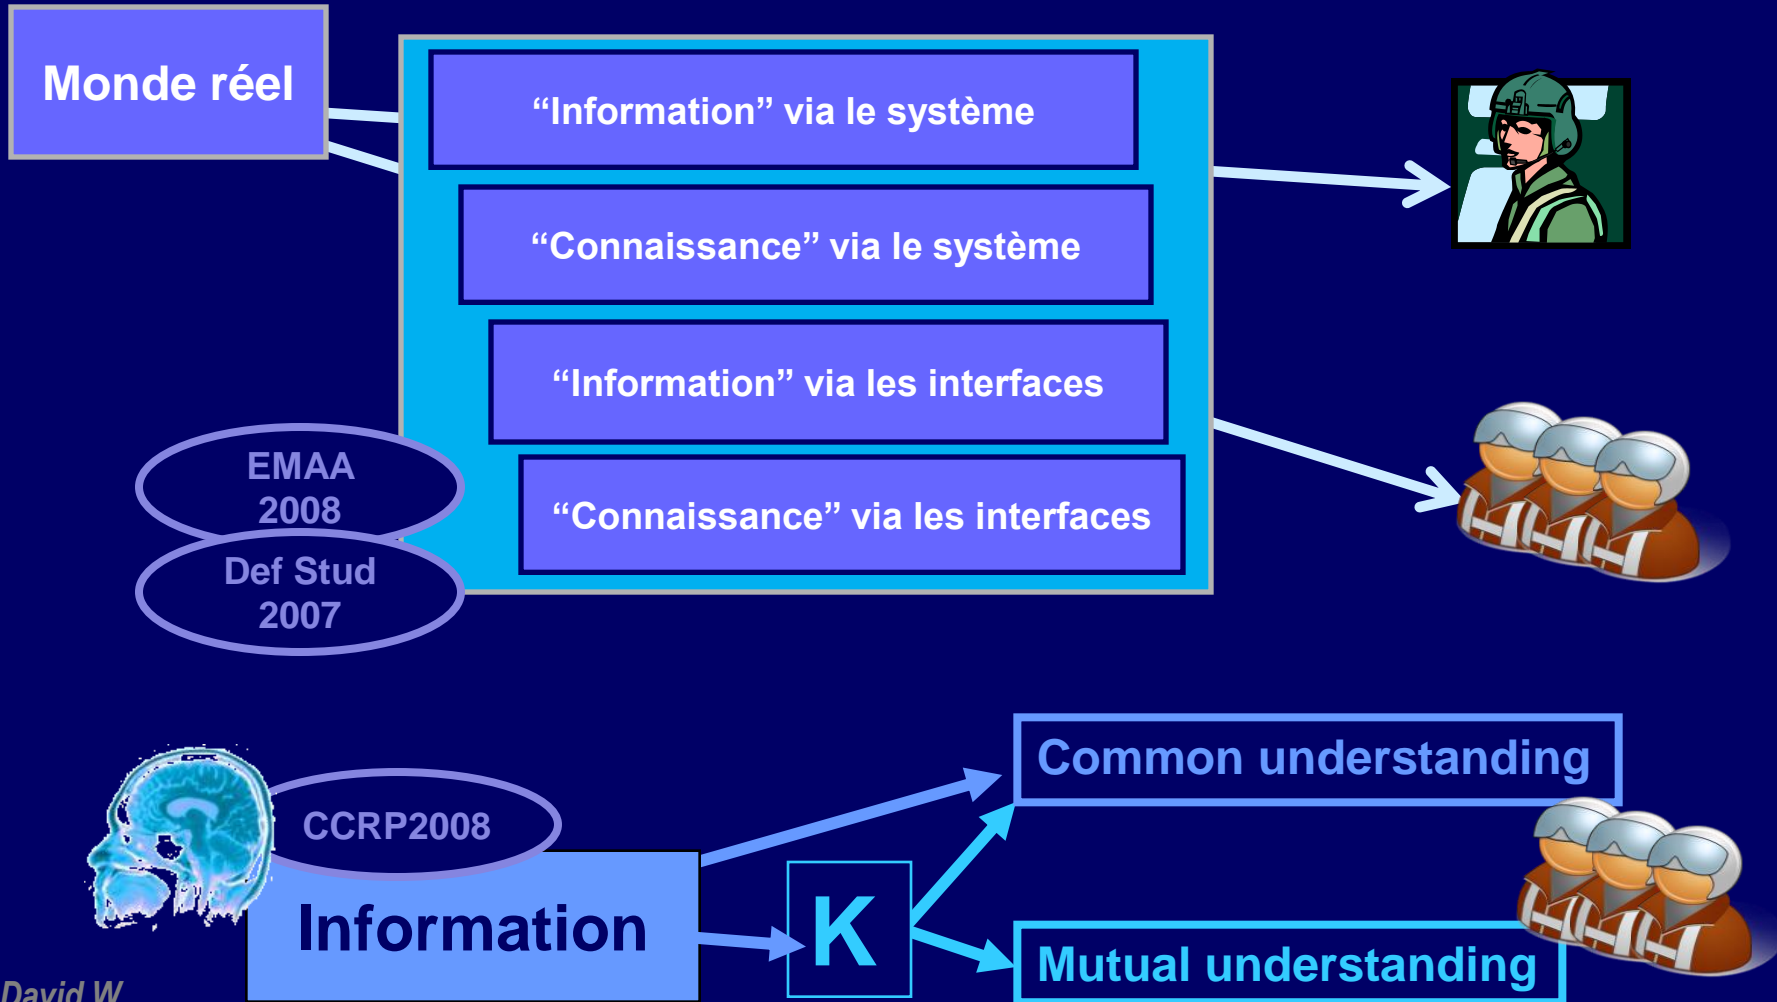 Monde réel
“Information” via le système
“Connaissance” via le système
“Information” via les interfaces
“Connaissance” via les interfaces
EMAA
2008
Def Stud
2007
Common understanding
CCRP2008
Information
K
Mutual understanding
David W